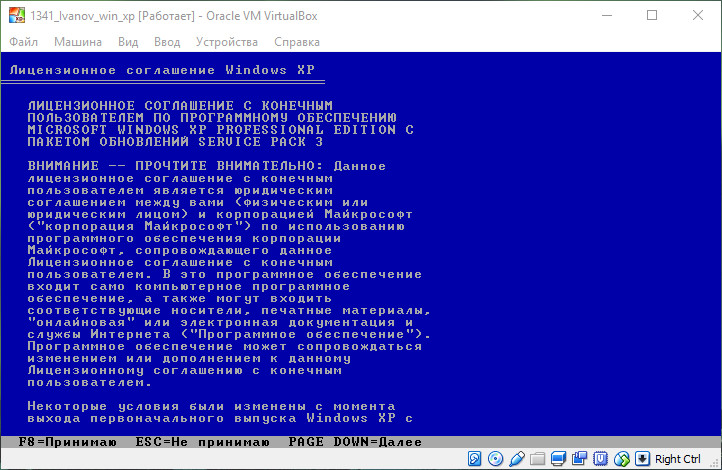 1341_Ivanov_win_xp [Работает] - Oracle VM VirtualBox
Файл Машина Вид Ввод Устройства Справка
Лицензионное соглашение Windows XP
ЛИЦЕНЗИОННОЕ СОГЛАШЕНИЕ С КОНЕЧНЫМ
ПОЛЬЗОВАТЕЛЕМ ПО ПРОГРАММНОМУ ОБЕСПЕЧЕНИЮ
MICROSOFT WINDOWS XP PROFESSIONAL EDITION С
ПАКЕТОМ ОБНОВЛЕНИЙ SERVICE PACK 3
ВНИМАНИЕ -- ПРОЧТИТЕ ВНИМАТЕЛЬНО: Данное
лицензионное соглашение с конечным
пользователем является юридическим
соглашением между вами (физическим или
юридическим лицом) и корпорацией Майкрософт
("корпорация Майкрософт") по использованию
программного обеспечения корпорации
Майкрософт, сопровождающего данное
Лицензионное соглашение с конечным
пользователем. В это программное обеспечение
входит само компьютерное программное
обеспечение, а также могут входить
соответствующие носители, печатные материалы,
"онлайновая" или электронная документация и
службы Интернета ("Программное обеспечение").
Программное обеспечение может сопровождаться
изменением или дополнением к данному
Лицензионному соглашению с конечным
пользователем.
Некоторые условия были изменены с момента
выхода первоначального выпуска Windows XP с
F8=Принимаю ESC=Не принимаю PAGE DOWN=Далее
Right Ctrl